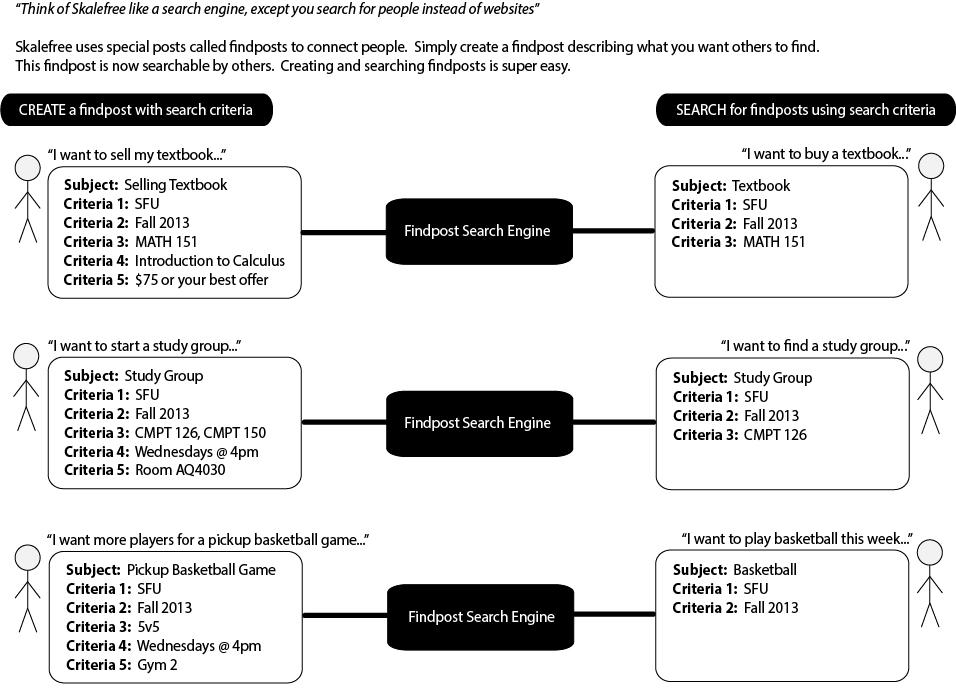 “Think of Skalefree like a search engine, except you search for people instead of websites”
Skalefree uses special posts called findposts to connect people. Simply create a findpost describing what you want others to find.
This findpost is now searchable by others. Creating and searching findposts is super easy.
CREATE a findpost with search criteria
SEARCH for findposts using search criteria
“I want to sell my textbook...”
Subject: Selling Textbook
Criteria 1: SFU
Criteria 2: Fall 2013
Criteria 3: MATH 151
Criteria 4: Introduction to Calculus
Criteria 5: $75 or your best offer
Findpost Search Engine
“I want to buy a textbook...”
Subject: Textbook
Criteria 1: SFU
Criteria 2: Fall 2013
Criteria 3: MATH 151
“I want to start a study group...”
Subject: Study Group
Criteria 1: SFU
Criteria 2: Fall 2013
Criteria 3: CMPT 126, CMPT 150
Criteria 4: Wednesdays @ 4pm
Criteria 5: Room AQ4030
Findpost Search Engine
“I want to find a study group...”
Subject: Study Group
Criteria 1: SFU
Criteria 2: Fall 2013
Criteria 3: CMPT 126
“I want more players for a pickup basketball game...”
Subject: Pickup Basketball Game
Criteria 1: SFU
Criteria 2: Fall 2013
Criteria 3: 5v5
Criteria 4: Wednesdays @ 4pm
Criteria 5: Gym 2
Findpost Search Engine
“I want to play basketball this week...”
Subject: Basketball
Criteria 1: SFU
Criteria 2: Fall 2013